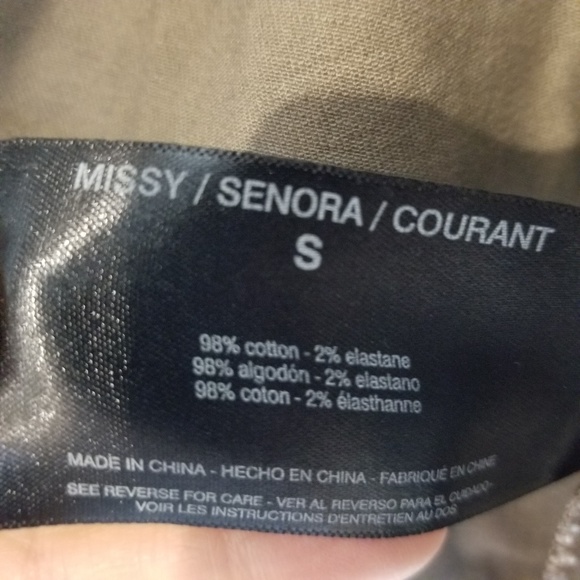 MISSY / SENORA / COURANT
S
98% cotton - 2% elastane
98% algodón - 2% elastano
98% coton - 2% élasthanne
MADE IN CHINA - HECHO EN CHINA - FABRIQUÉ EN CHINE
SEE REVERSE FOR CARE - VER AL REVERSO PARA EL CUIDADO-
VOIR LES INSTRUCTIONS D'ENTRETIEN AU DOS